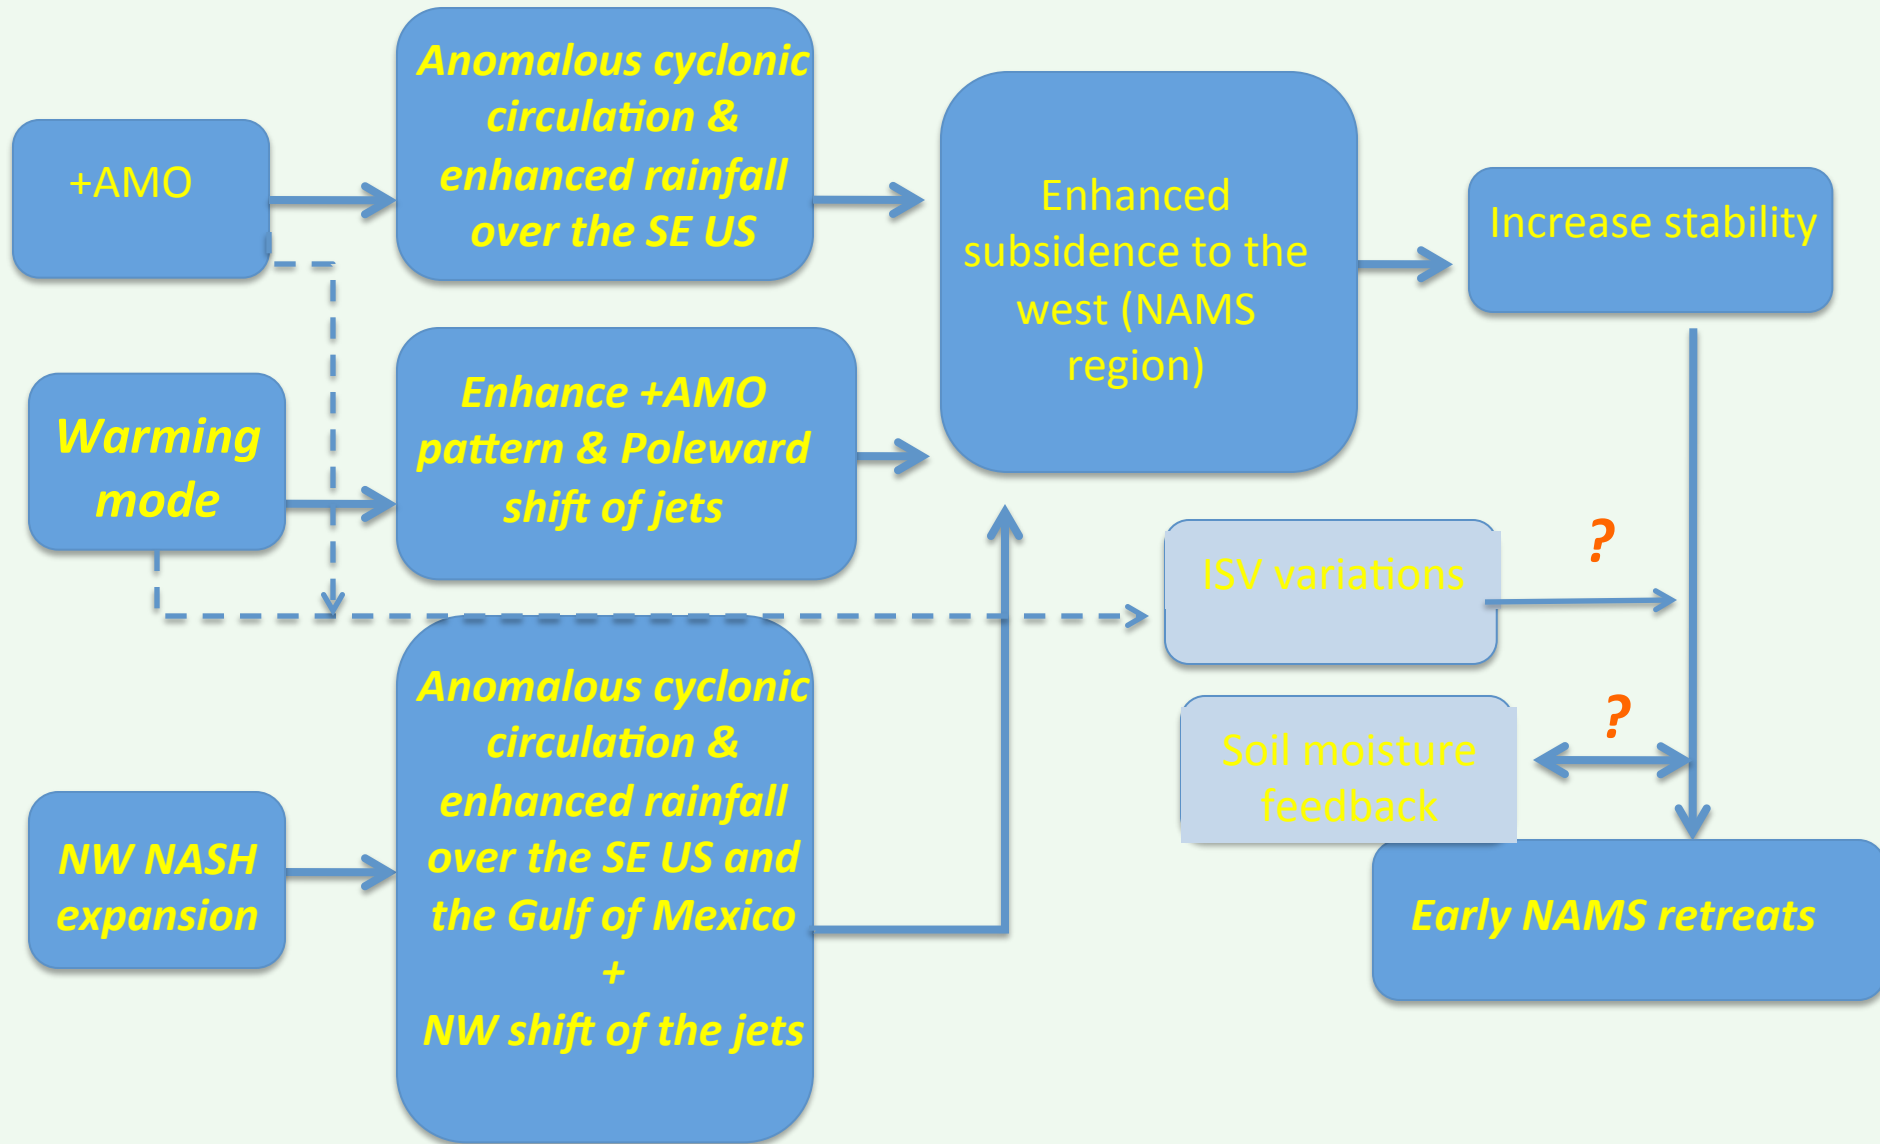 +AMO
Anomalous cyclonic
circulation &
enhanced rainfall
over the SE US
Enhanced
subsidence to the
west (NAMS
region)
Increase stability
Warming
mode
Enhance +AMO
pattern & Poleward
shift of jets
ISV variations
?
Soil moisture
feedback
?
NW NASH
expansion
Anomalous cyclonic
circulation &
enhanced rainfall
over the SE US and
the Gulf of Mexico
+
NW shift of the jets
Early NAMS retreats